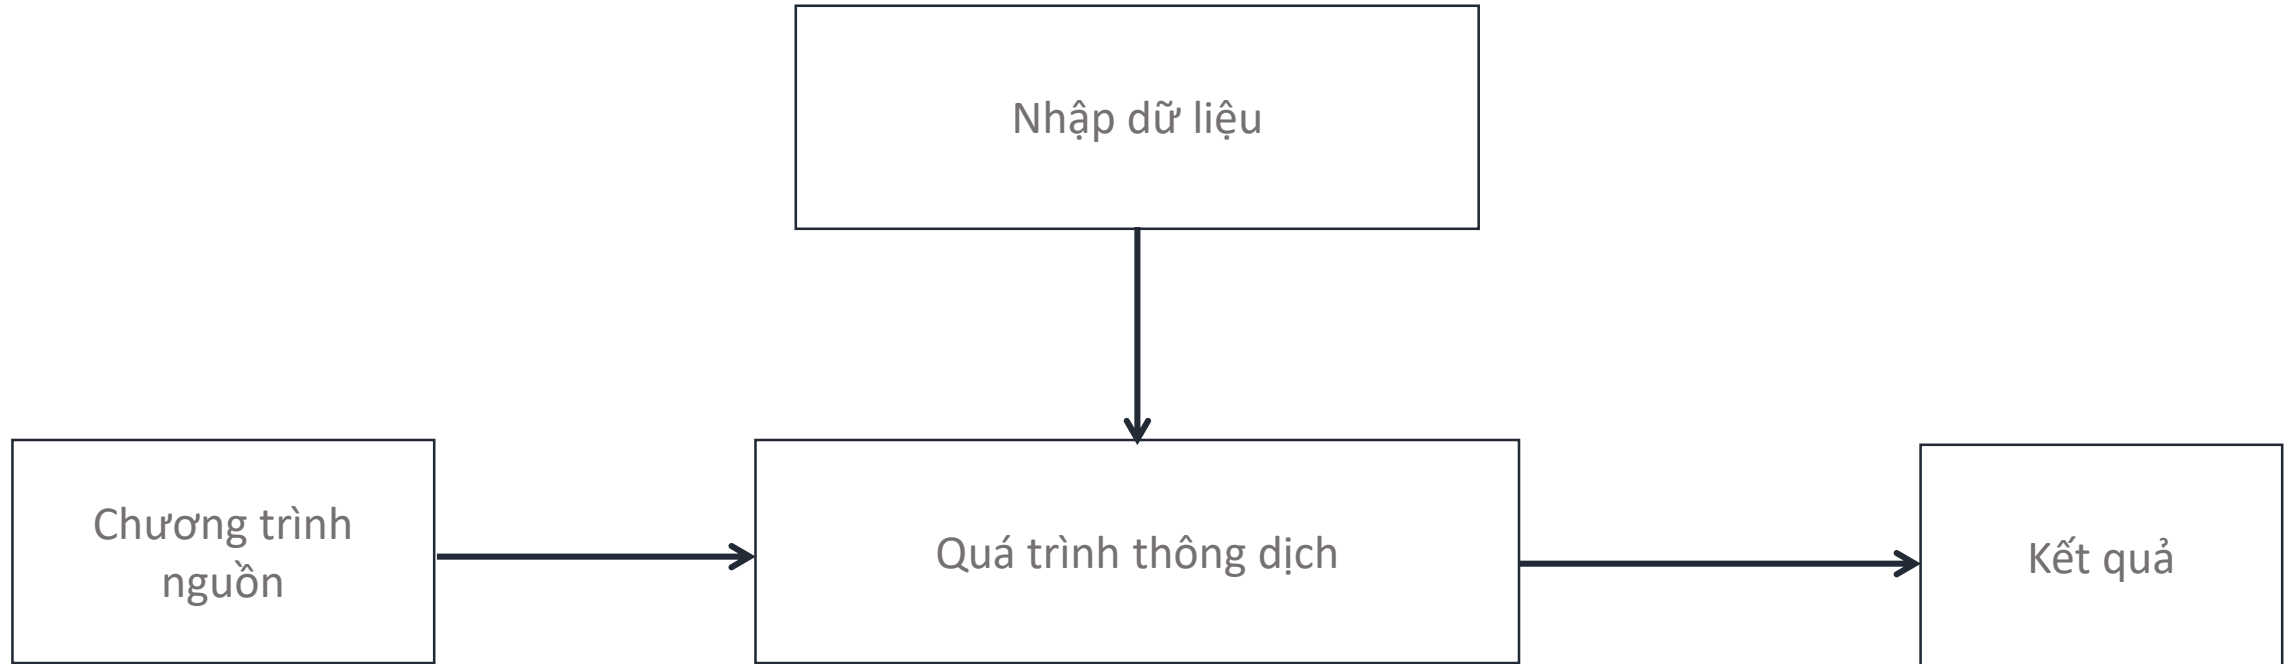 Nhập dữ liệu
Chương trình
nguồn
Quá trình thông dịch
Kết quả